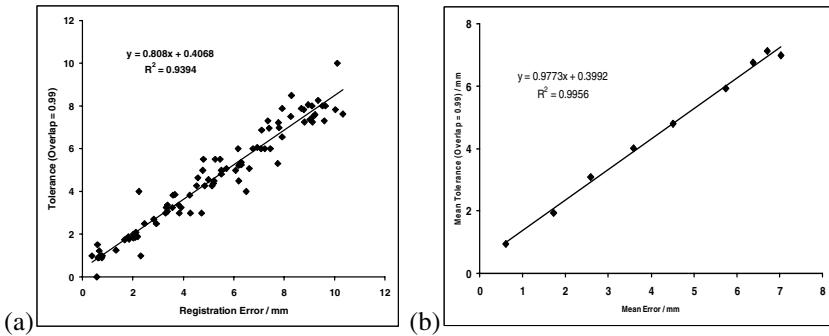 y = 0.808x + 0.4068
R² = 0.9394
Tolerance (Overlap = 0.99)
12
10
8
6
4
2
0
0 2 4 6 8 10 12
Registration Error / mm
(a)
y = 0.9773x + 0.3992
R² = 0.9956
Mean Tolerance (Overlap = 0.99) / mm
8
6
4
2
0
0 1 2 3 4 5 6 7 8
Mean Error / mm
(b)